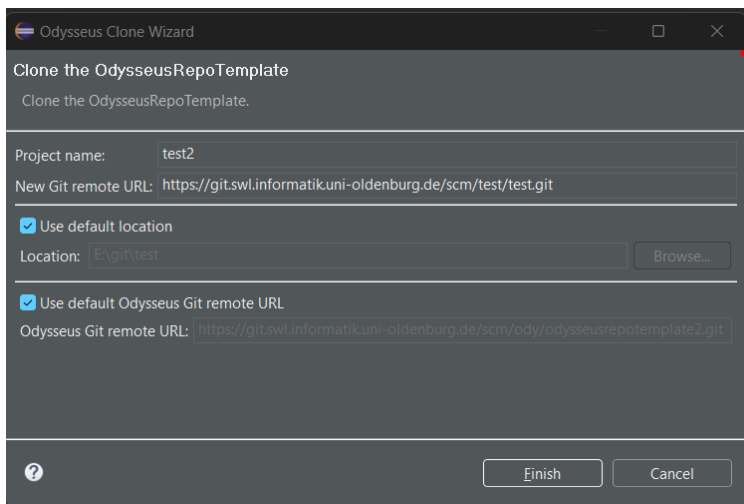 Odysseus Clone Wizard
Clone the OdysseusRepoTemplate
Clone the OdysseusRepoTemplate.
Project name: test2
New Git remote URL: https://git.swl.informatik.uni-oldenburg.de/scm/test/test.git
Use default location
Location: E:\git\test Browse...
Use default Odysseus Git remote URL
Odysseus Git remote URL: https://git.swl.informatik.uni-oldenburg.de/scm/ody/odysseusrepotemplate2.git
? Finish Cancel